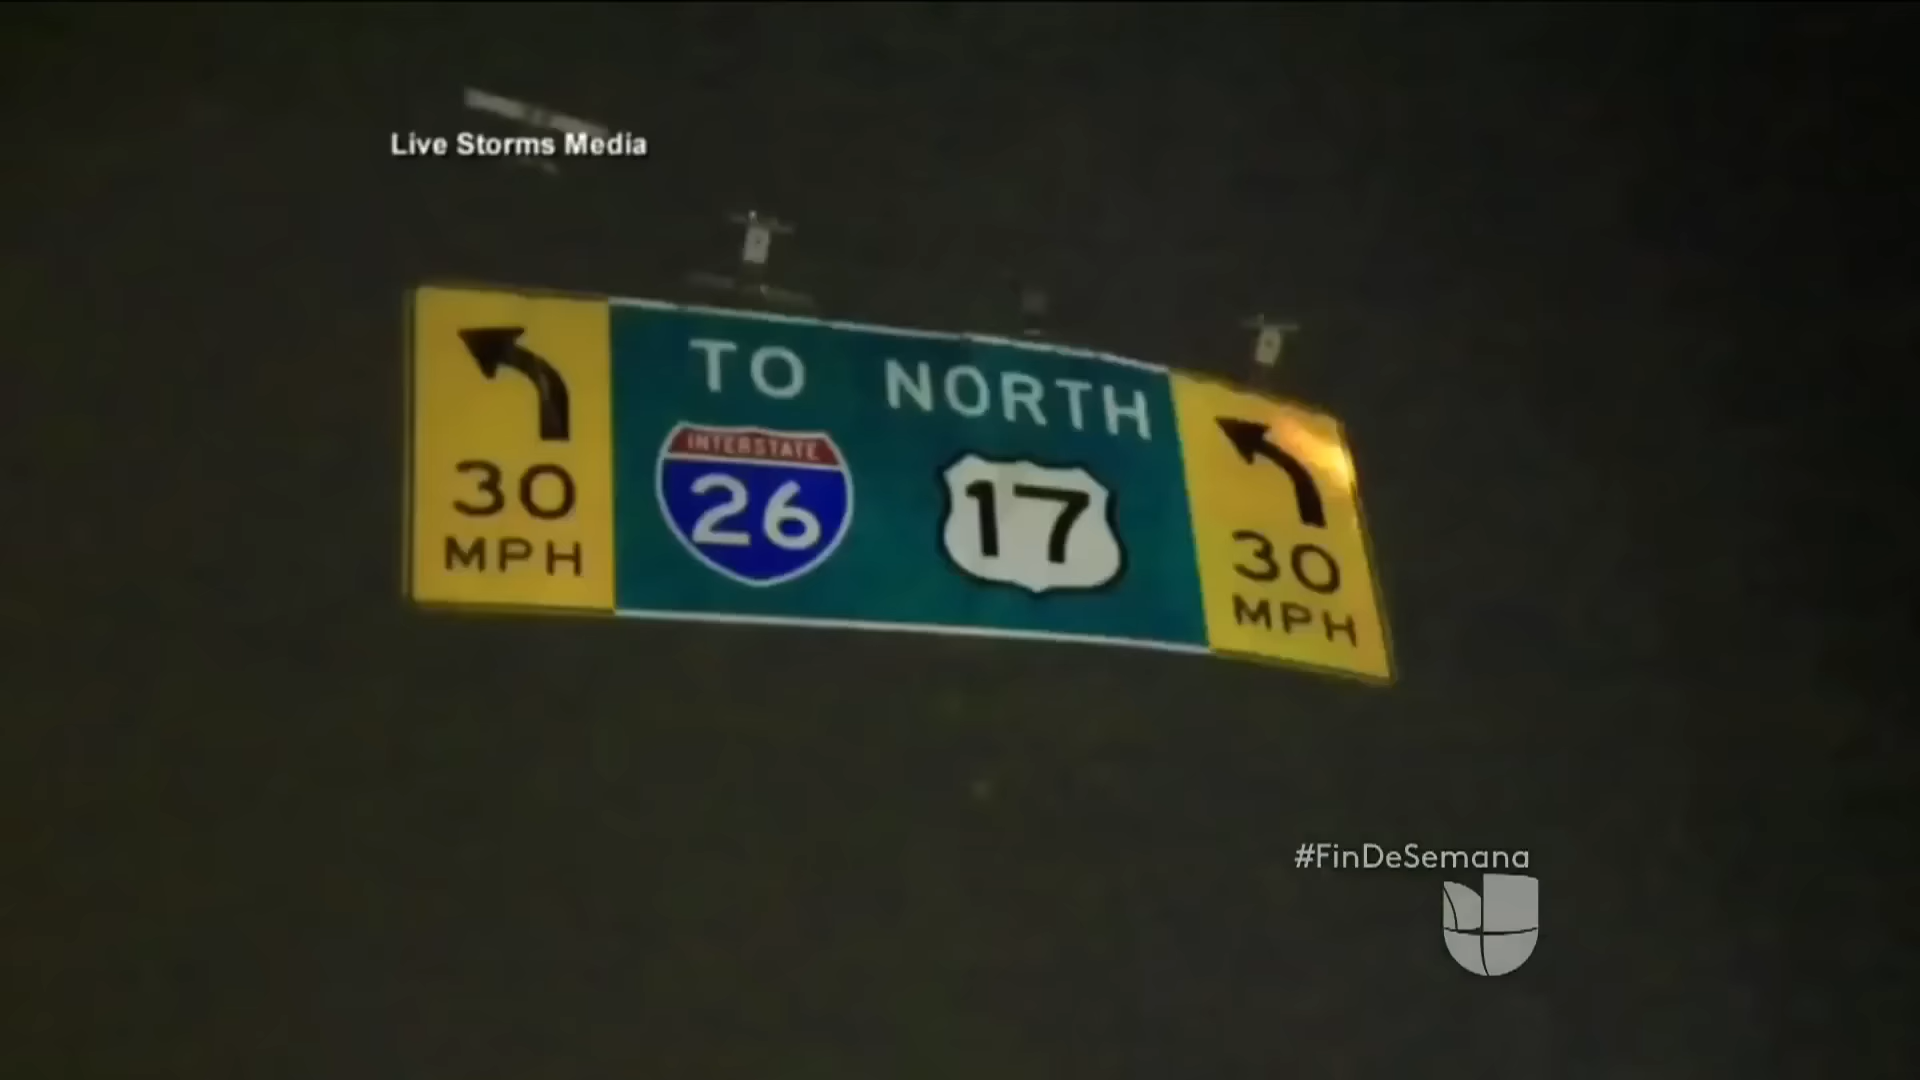 Live Storms Media
TO NORTH
INTERSTATE
26
17
30
MPH
30
MPH
#FinDeSemana